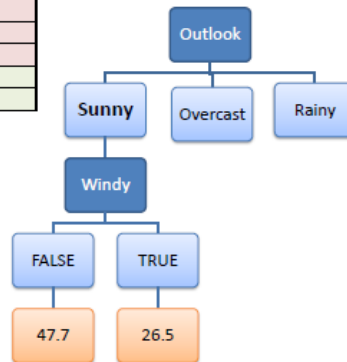 Outlook
Sunny Overcast Rainy
Windy
FALSE TRUE
47.7 26.5